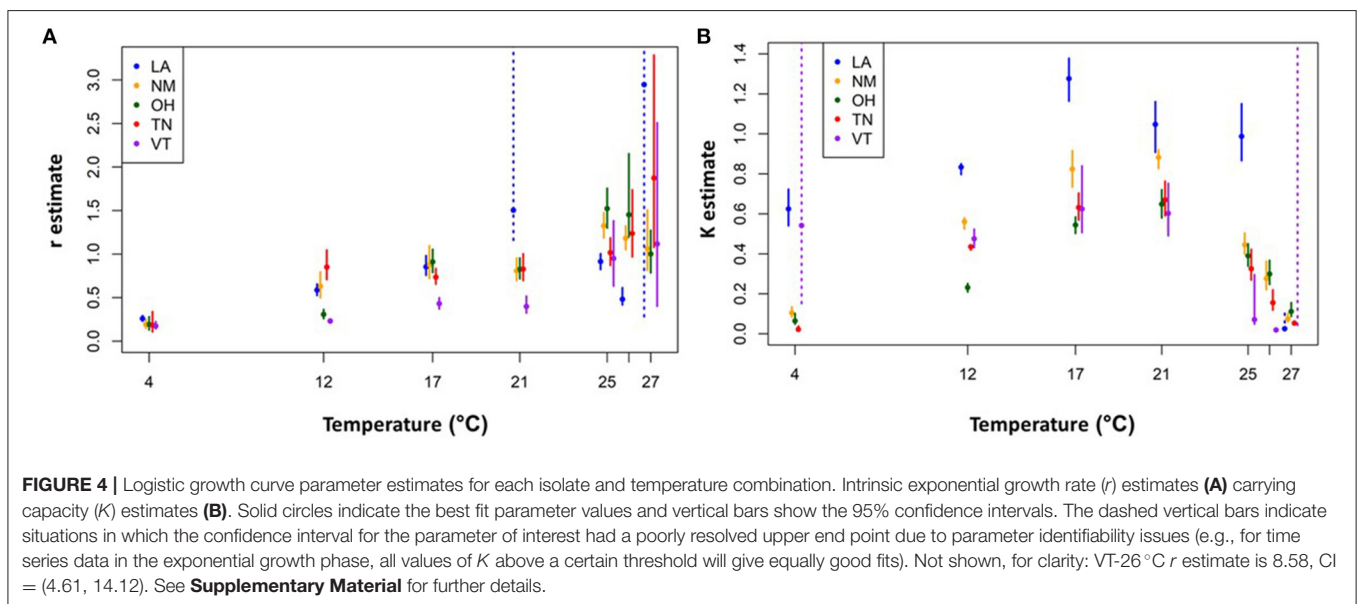 A
r estimate
3.0
2.5
2.0
1.5
1.0
0.5
0.0
LA
NM
OH
TN
VT
4
12
17
21
25
27
Temperature (°C)
B
K estimate
1.4
1.2
1.0
0.8
0.6
0.4
0.2
0.0
LA
NM
OH
TN
VT
4
12
17
21
25
27
Temperature (°C)
FIGURE 4 | Logistic growth curve parameter estimates for each isolate and temperature combination. Intrinsic exponential growth rate (r) estimates (A) carrying
capacity (K) estimates (B). Solid circles indicate the best fit parameter values and vertical bars show the 95% confidence intervals. The dashed vertical bars indicate
situations in which the confidence interval for the parameter of interest had a poorly resolved upper end point due to parameter identifiability issues (e.g., for time
series data in the exponential growth phase, all values of K above a certain threshold will give equally good fits). Not shown, for clarity: VT-26°C r estimate is 8.58, CI
= (4.61, 14.12). See Supplementary Material for further details.